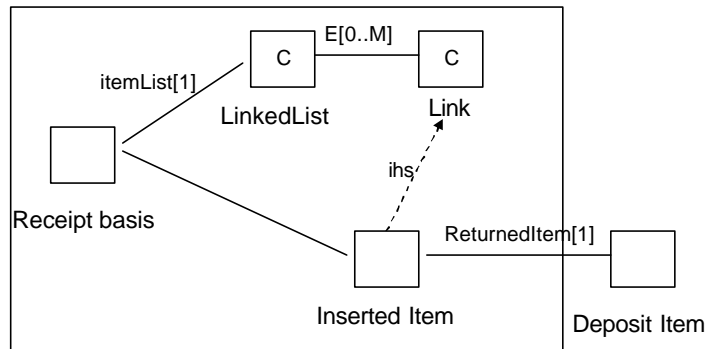 E[0..M]
C
C
itemList[1]
LinkedList
Link
ihs
Receipt basis
ReturnedItem[1]
Inserted Item
Deposit Item